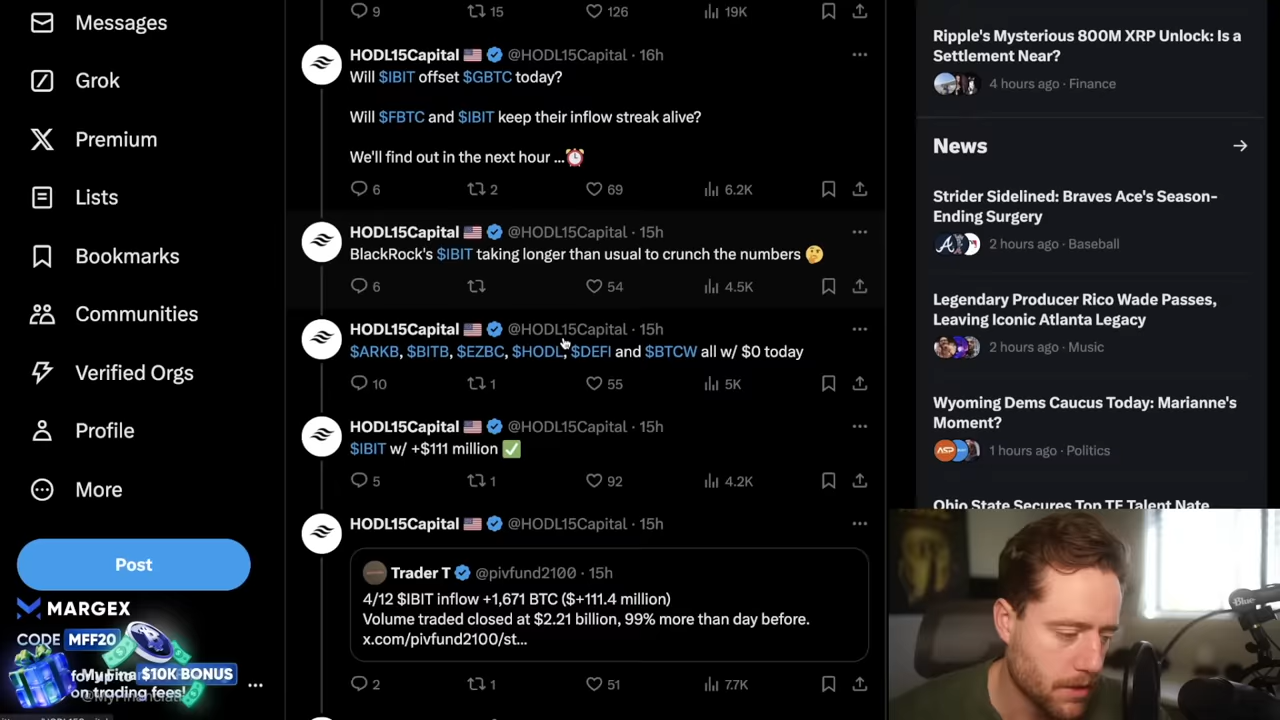 Messages
Grok
Premium
Lists
Bookmarks
Communities
Verified Orgs
Profile
More
Post
MARGEX
CODE MFF20
for up to $10K BONUS
on trading fees!
9 15 126 19K
HODL15Capital 🇺🇸 @HODL15Capital · 16h
Will $IBIT offset $GBTC today?
Will $FBTC and $IBIT keep their inflow streak alive?
We'll find out in the next hour ...⏰
6 2 69 6.2K
HODL15Capital 🇺🇸 @HODL15Capital · 15h
BlackRock's $IBIT taking longer than usual to crunch the numbers 🤔
6 54 4.5K
HODL15Capital 🇺🇸 @HODL15Capital · 15h
$ARKB, $BITB, $EZBC, $HODL, $DEFI and $BTCW all w/ $0 today
10 1 55 5K
HODL15Capital 🇺🇸 @HODL15Capital · 15h
$IBIT w/ +$111 million ✅
5 1 92 4.2K
HODL15Capital 🇺🇸 @HODL15Capital · 15h
Trader T @pivfund2100 · 15h
4/12 $IBIT inflow +1,671 BTC ($+111.4 million)
Volume traded closed at $2.21 billion, 99% more than day before.
x.com/pivfund2100/st...
2 1 51 7.7K
Ripple's Mysterious 800M XRP Unlock: Is a
Settlement Near?
4 hours ago · Finance
News
Strider Sidelined: Braves Ace's Season-
Ending Surgery
2 hours ago · Baseball
Legendary Producer Rico Wade Passes,
Leaving Iconic Atlanta Legacy
2 hours ago · Music
Wyoming Dems Caucus Today: Marianne's
Moment?
1 hours ago · Politics
Ohio State Secures Top TE Talent Nate
Blue